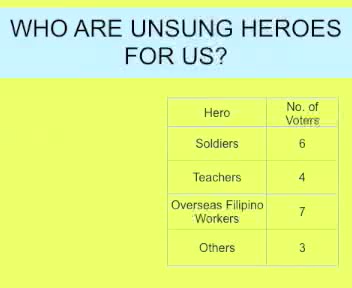 WHO ARE UNSUNG HEROES
FOR US?
Hero
No. of
Voters
Soldiers
6
Teachers
4
Overseas Filipino
Workers
7
Others
3